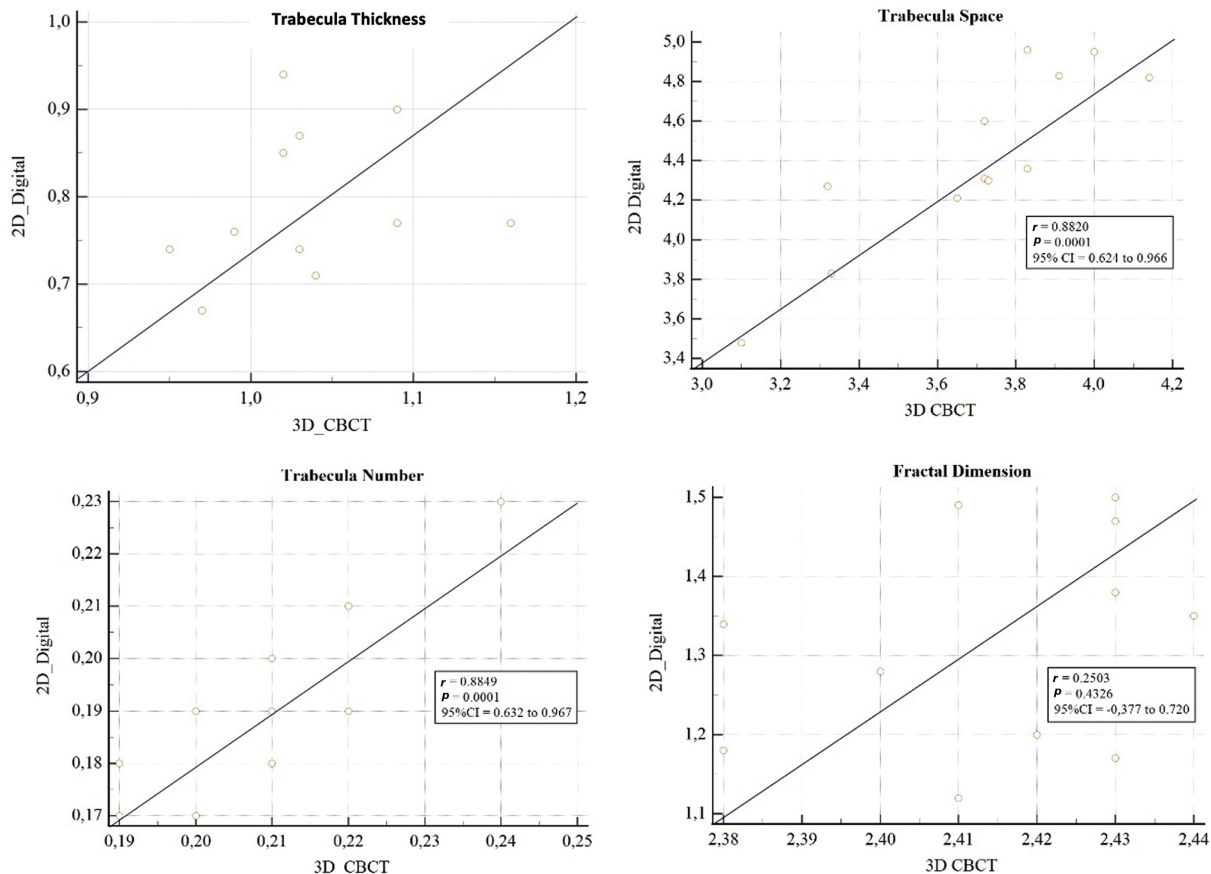 Trabecula Thickness
1,0
0,9
0,8
0,7
0,6
2D_Digital
0,9
1,0
1,1
1,2
3D_CBCT
Trabecula Space
5,0
4,8
4,6
4,4
4,2
4,0
3,8
3,6
3,4
2D Digital
r = 0.8820
P = 0.0001
95% CI = 0.624 to 0.966
3,0
3,2
3,4
3,6
3,8
4,0
4,2
3D CBCT
Trabecula Number
0,23
0,22
0,21
0,20
0,19
0,18
0,17
2D_Digital
r = 0.8849
P = 0.0001
95%CI = 0.632 to 0.967
0,19
0,20
0,21
0,22
0,23
0,24
0,25
3D CBCT
Fractal Dimension
1,5
1,4
1,3
1,2
1,1
2D_Digital
r = 0.2503
P = 0.4326
95%CI = -0,377 to 0.720
2,38
2,39
2,40
2,41
2,42
2,43
2,44
3D CBCT